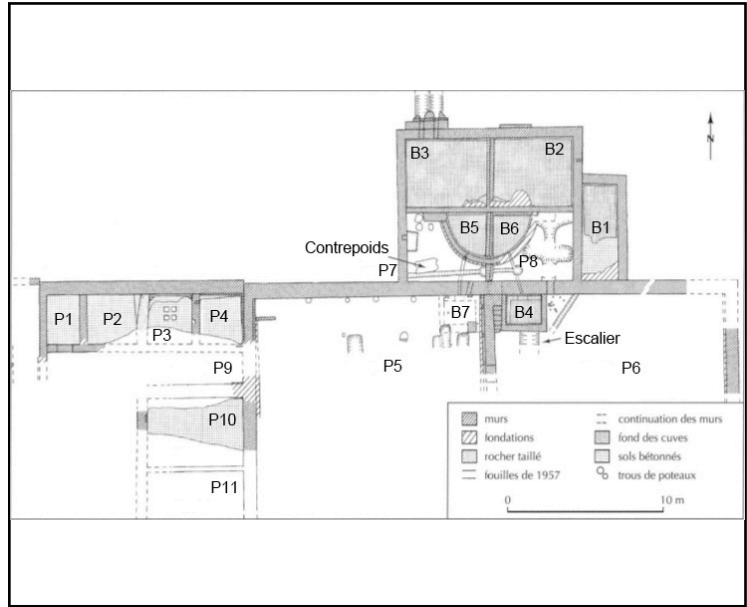 N
B3
B2
B1
B5
B6
Contrepoids
P7
P8
P1
P2
P3
P4
B7
B4
Escalier
P9
P5
P6
P10
P11
murs
fondations
rocher taillé
fouilles de 1957
continuation des murs
fond des cuves
sols bétonnés
trous de poteaux
0
10 m